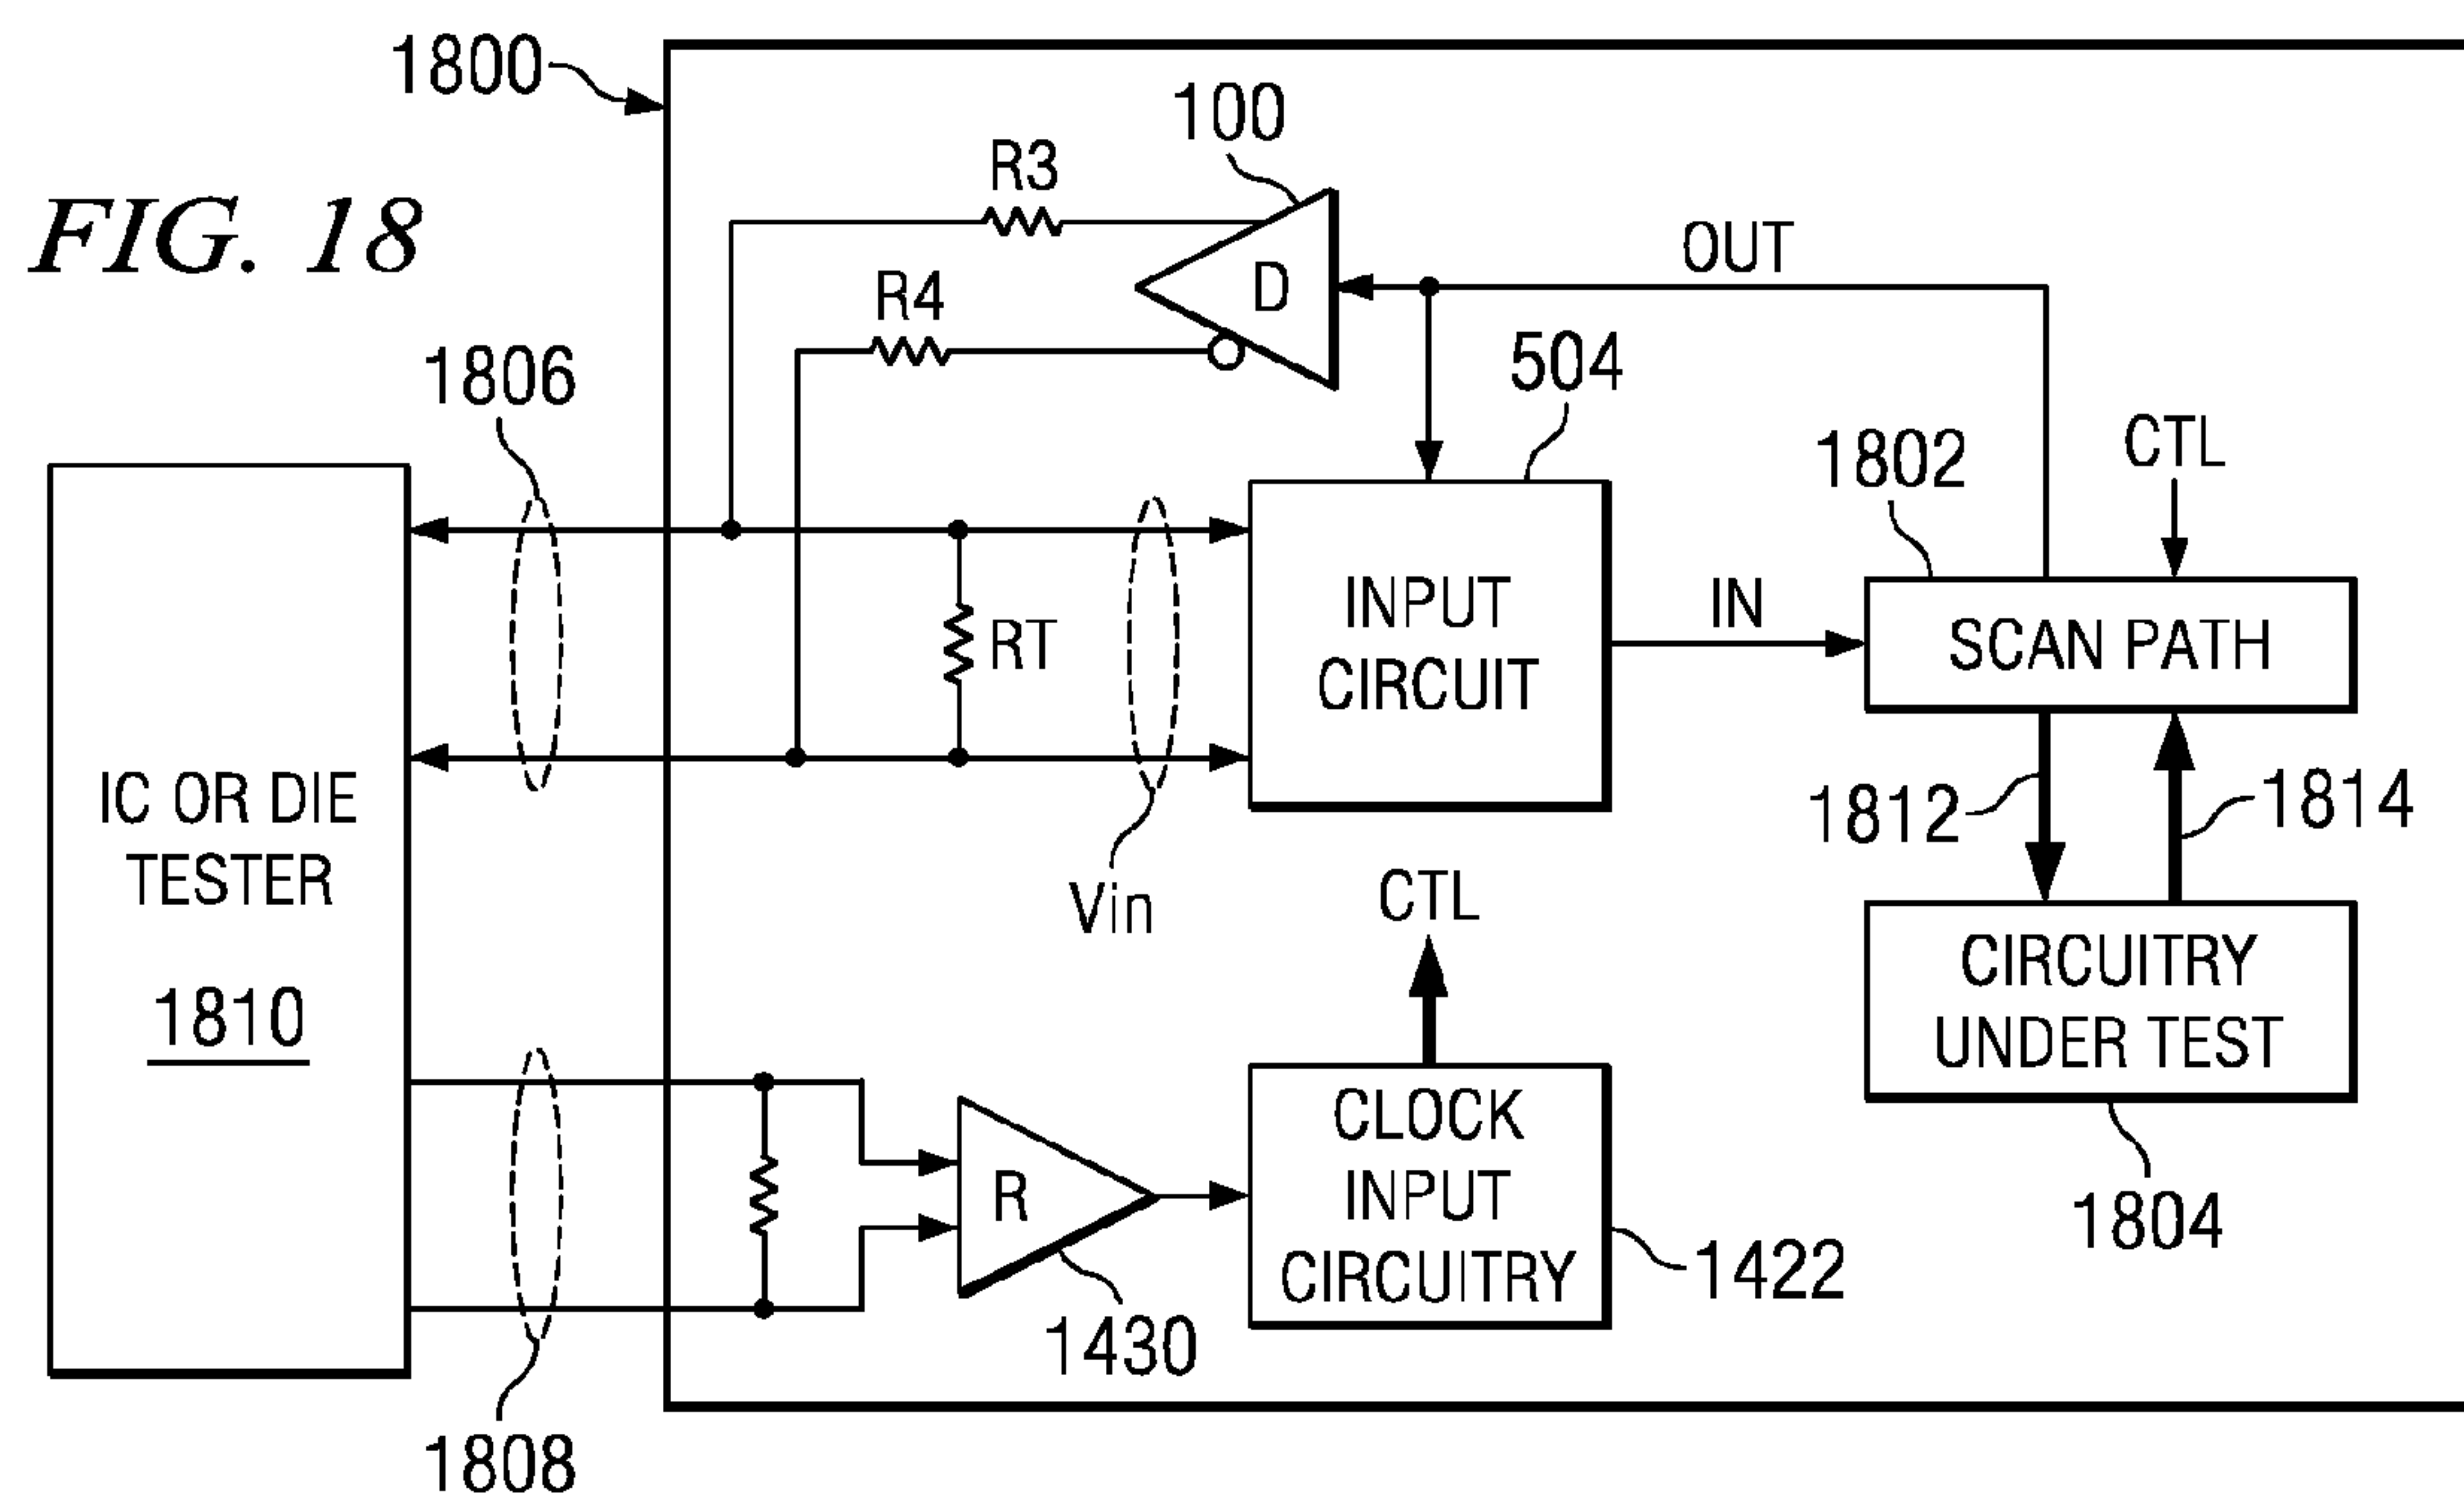 1800
100
FIG. 18
R3
OUT
D
R4
504
1806
CTL
1802
INPUT
CIRCUIT
IN
RT
SCAN PATH
IC OR DIE
TESTER
1810
1812
1814
Vin
CTL
CIRCUITRY
UNDER TEST
CLOCK
INPUT
CIRCUITRY
R
1804
1422
1430
1808